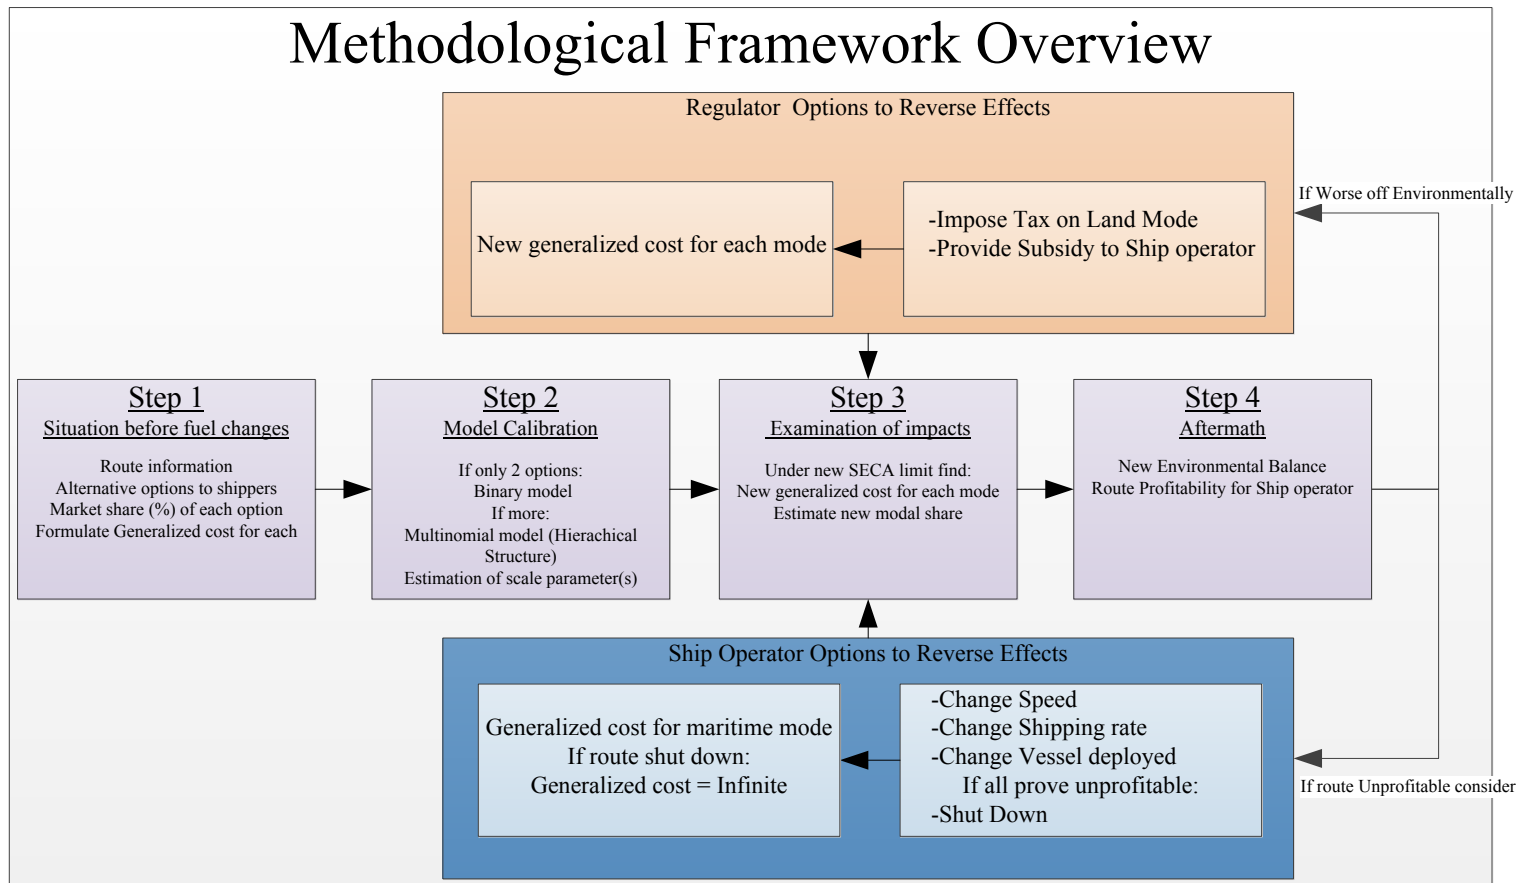 Methodological Framework Overview
Regulator  Options to Reverse Effects
If Worse off Environmentally
New generalized cost for each mode
-Impose Tax on Land Mode
-Provide Subsidy to Ship operator
Step 1
Situation before fuel changes
Route information
Alternative options to shippers
Market share (%) of each option
Formulate Generalized cost for each
Step 2
Model Calibration
If only 2 options:
Binary model
If more:
Multinomial model (Hierachical
Structure)
Estimation of scale parameter(s)
Step 3
Examination of impacts
Under new SECA limit find:
New generalized cost for each mode
Estimate new modal share
Step 4
Aftermath
New Environmental Balance
Route Profitability for Ship operator
Ship Operator Options to Reverse Effects
Generalized cost for maritime mode
If route shut down:
Generalized cost = Infinite
-Change Speed
-Change Shipping rate
-Change Vessel deployed
If all prove unprofitable:
-Shut Down
If route Unprofitable consider